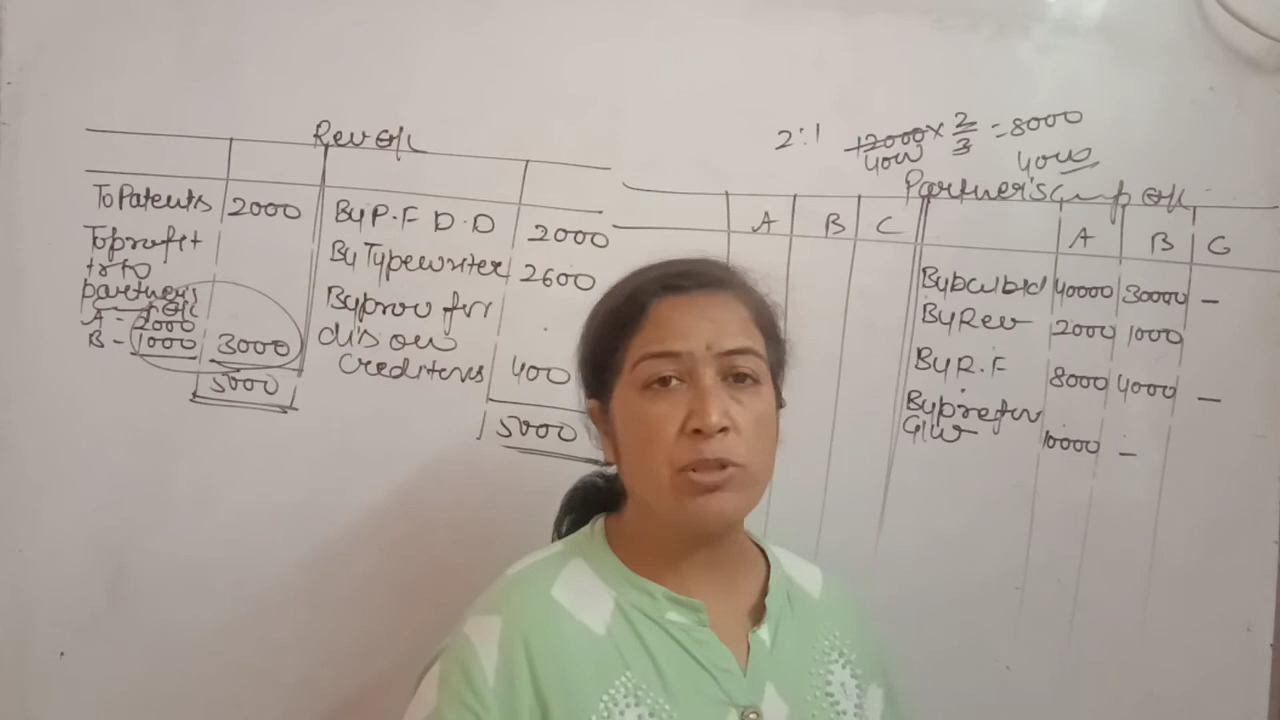 Rev a/c
To Patents 2000 By P.F D.D 2000
To profit By Typewriter 2600
tr to By prov for
partner's dis on
A - 2000 Creditors 400
B - 1000 3000
5000 5000
2:1 12000 × 2/3 = 8000
4000 4000
Partner's Cap a/c
A B C A B C
By bal b/d 40000 30000 -
By Rev 2000 1000
By R.F 8000 4000 -
By pre for
G/W 10000 -